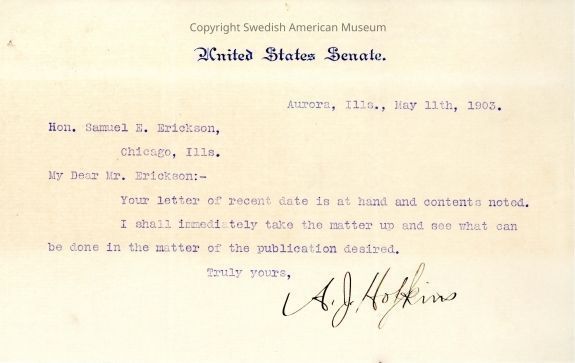 Copyright Swedish American Museum
United States Senate.
Aurora, Ills., May 11th, 1903.
Hon. Samuel E. Erickson,
Chicago, Ills.
My Dear Mr. Erickson:-
Your letter of recent date is at hand and contents noted.
I shall immediately take the matter up and see what can
be done in the matter of the publication desired.
Truly yours,
A. J. Hopkins